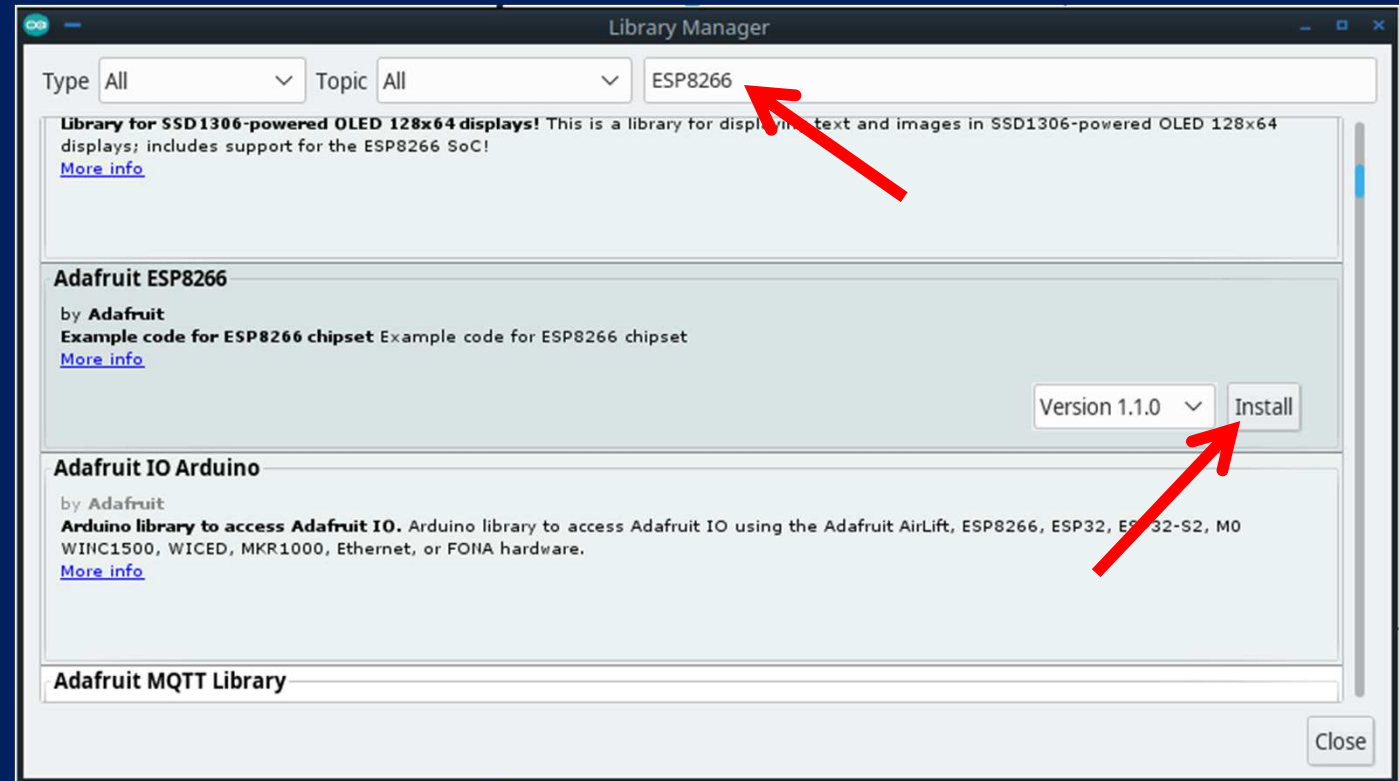 Library Manager
Type All Topic All ESP8266
Library for SSD1306-powered OLED 128x64 displays! This is a library for displaying text and images in SSD1306-powered OLED 128x64
displays; includes support for the ESP8266 SoC!
More info
Adafruit ESP8266
by Adafruit
Example code for ESP8266 chipset Example code for ESP8266 chipset
More info
Version 1.1.0 Install
Adafruit IO Arduino
by Adafruit
Arduino library to access Adafruit IO. Arduino library to access Adafruit IO using the Adafruit AirLift, ESP8266, ESP32, ESP32-S2, M0
WINC1500, WICED, MKR1000, Ethernet, or FONA hardware.
More info
Adafruit MQTT Library
Close